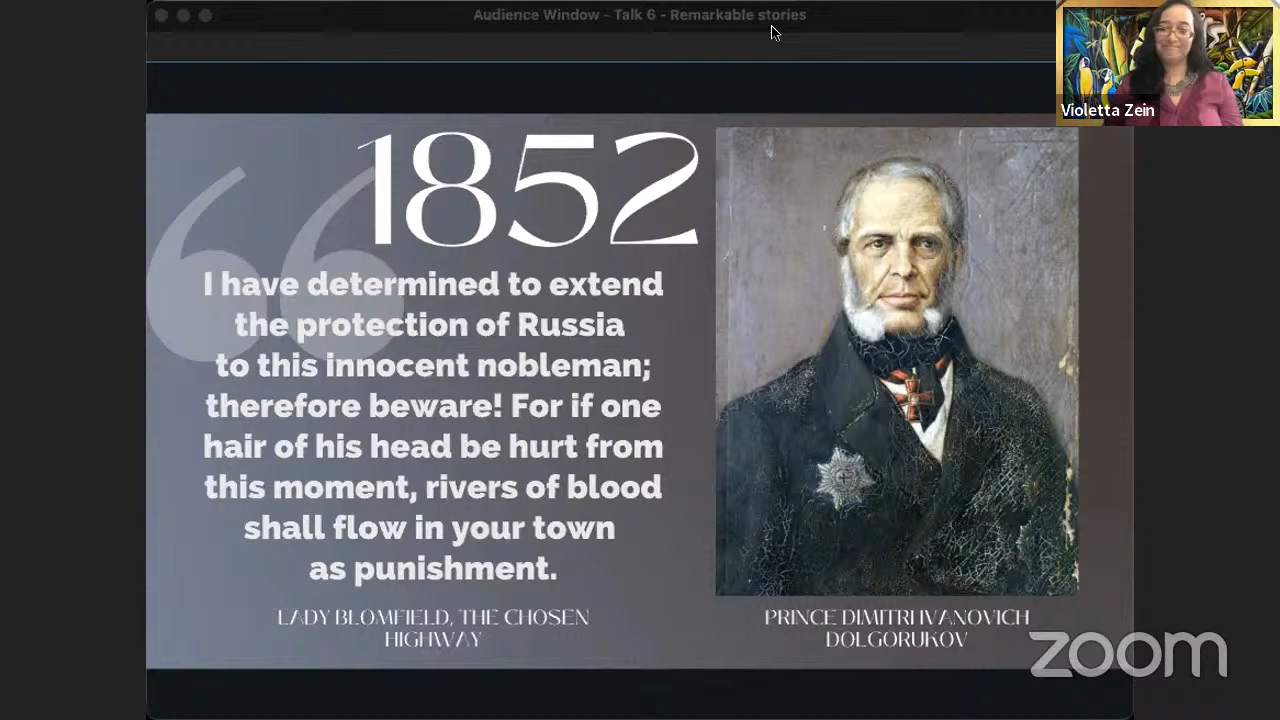 Audience Window - Talk 6 - Remarkable stories
Violetta Zein
1852
I have determined to extend
the protection of Russia
to this innocent nobleman;
therefore beware! For if one
hair of his head be hurt from
this moment, rivers of blood
shall flow in your town
as punishment.
LADY BLOMFIELD, THE CHOSEN
HIGHWAY
PRINCE DIMITRI IVANOVICH
DOLGORUKOV
zoom